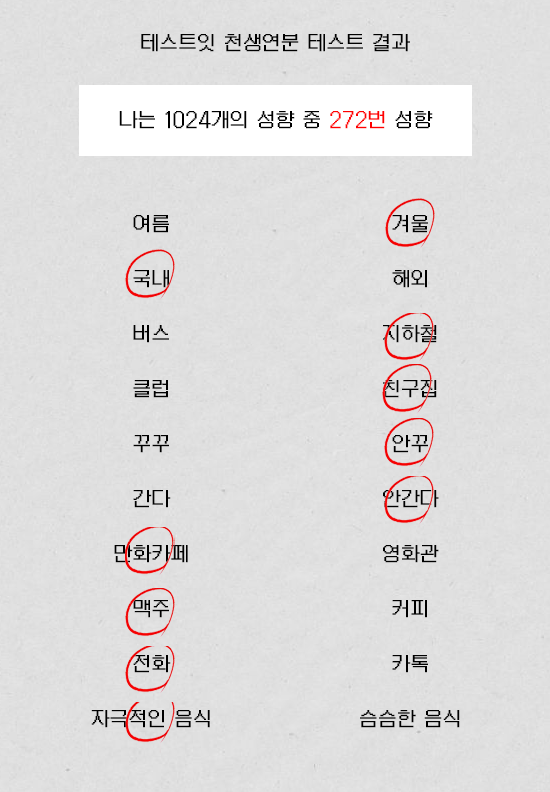 테스트잇 천생연분 테스트 결과
나는 1024개의 성향 중 272번 성향
여름 겨울
국내 해외
버스 지하철
클럽 친구집
꾸꾸 안꾸
간다 안간다
만화카페 영화관
맥주 커피
전화 카톡
자극적인 음식 슴슴한 음식